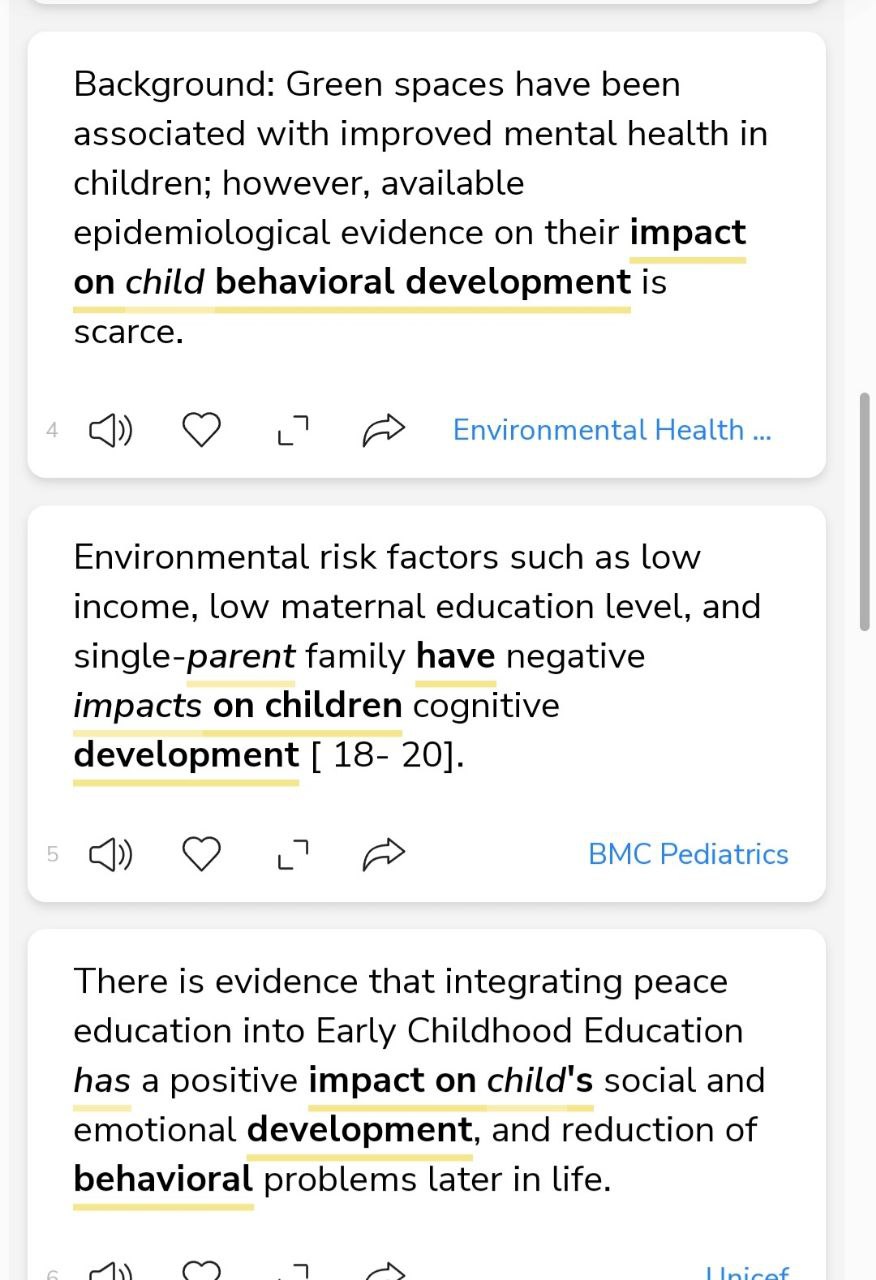 Background: Green spaces have been
associated with improved mental health in
children; however, available
epidemiological evidence on their impact
on child behavioral development is
scarce.
4
Environmental Health ...
Environmental risk factors such as low
income, low maternal education level, and
single-parent family have negative
impacts on children cognitive
development [ 18- 20].
5
BMC Pediatrics
There is evidence that integrating peace
education into Early Childhood Education
has a positive impact on child's social and
emotional development, and reduction of
behavioral problems later in life.
6
Unicef